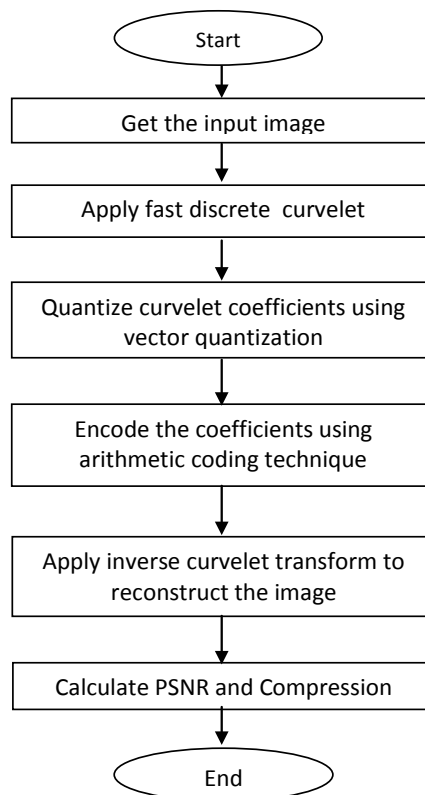 Start
Get the input image
Apply fast discrete curvelet
Quantize curvelet coefficients using
vector quantization
Encode the coefficients using
arithmetic coding technique
Apply inverse curvelet transform to
reconstruct the image
Calculate PSNR and Compression
End